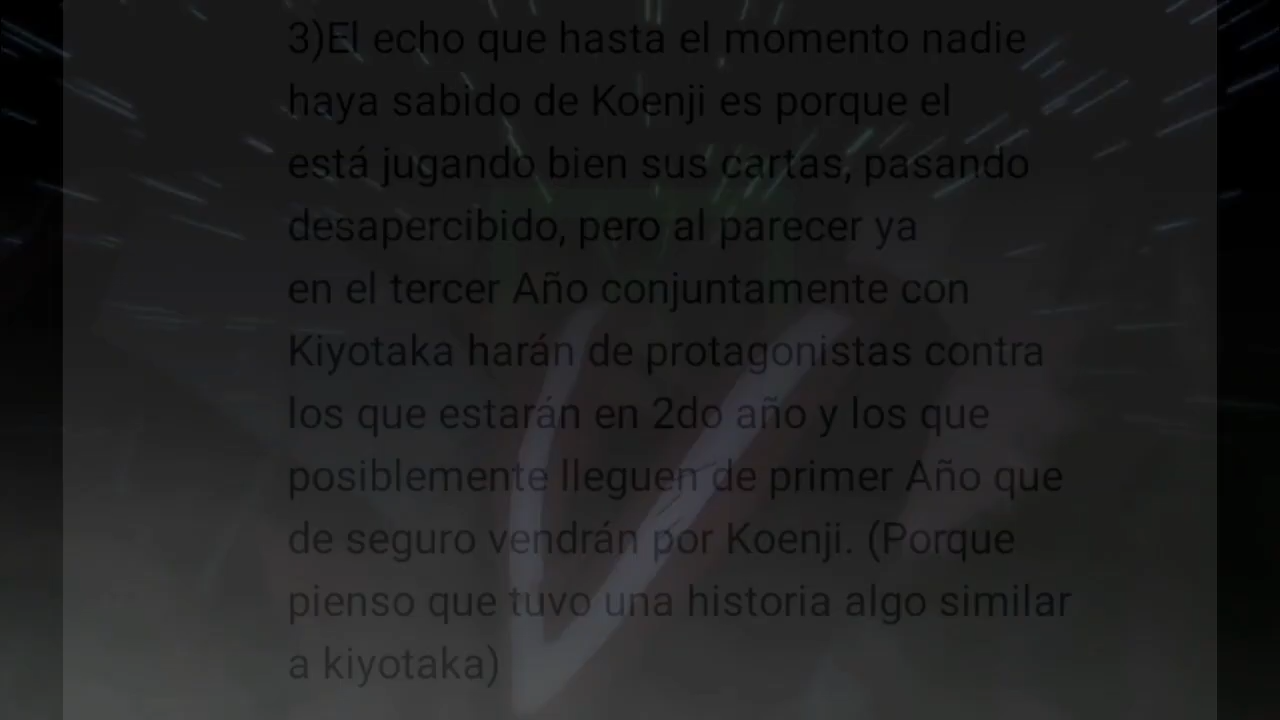 3)El echo que hasta el momento nadie
haya sabido de Koenji es porque el
está jugando bien sus cartas, pasando
desapercibido, pero al parecer ya
en el tercer Año conjuntamente con
Kiyotaka harán de protagonistas contra
los que estarán en 2do año y los que
posiblemente lleguen de primer Año que
de seguro vendrán por Koenji. (Porque
pienso que tuvo una historia algo similar
a kiyotaka)